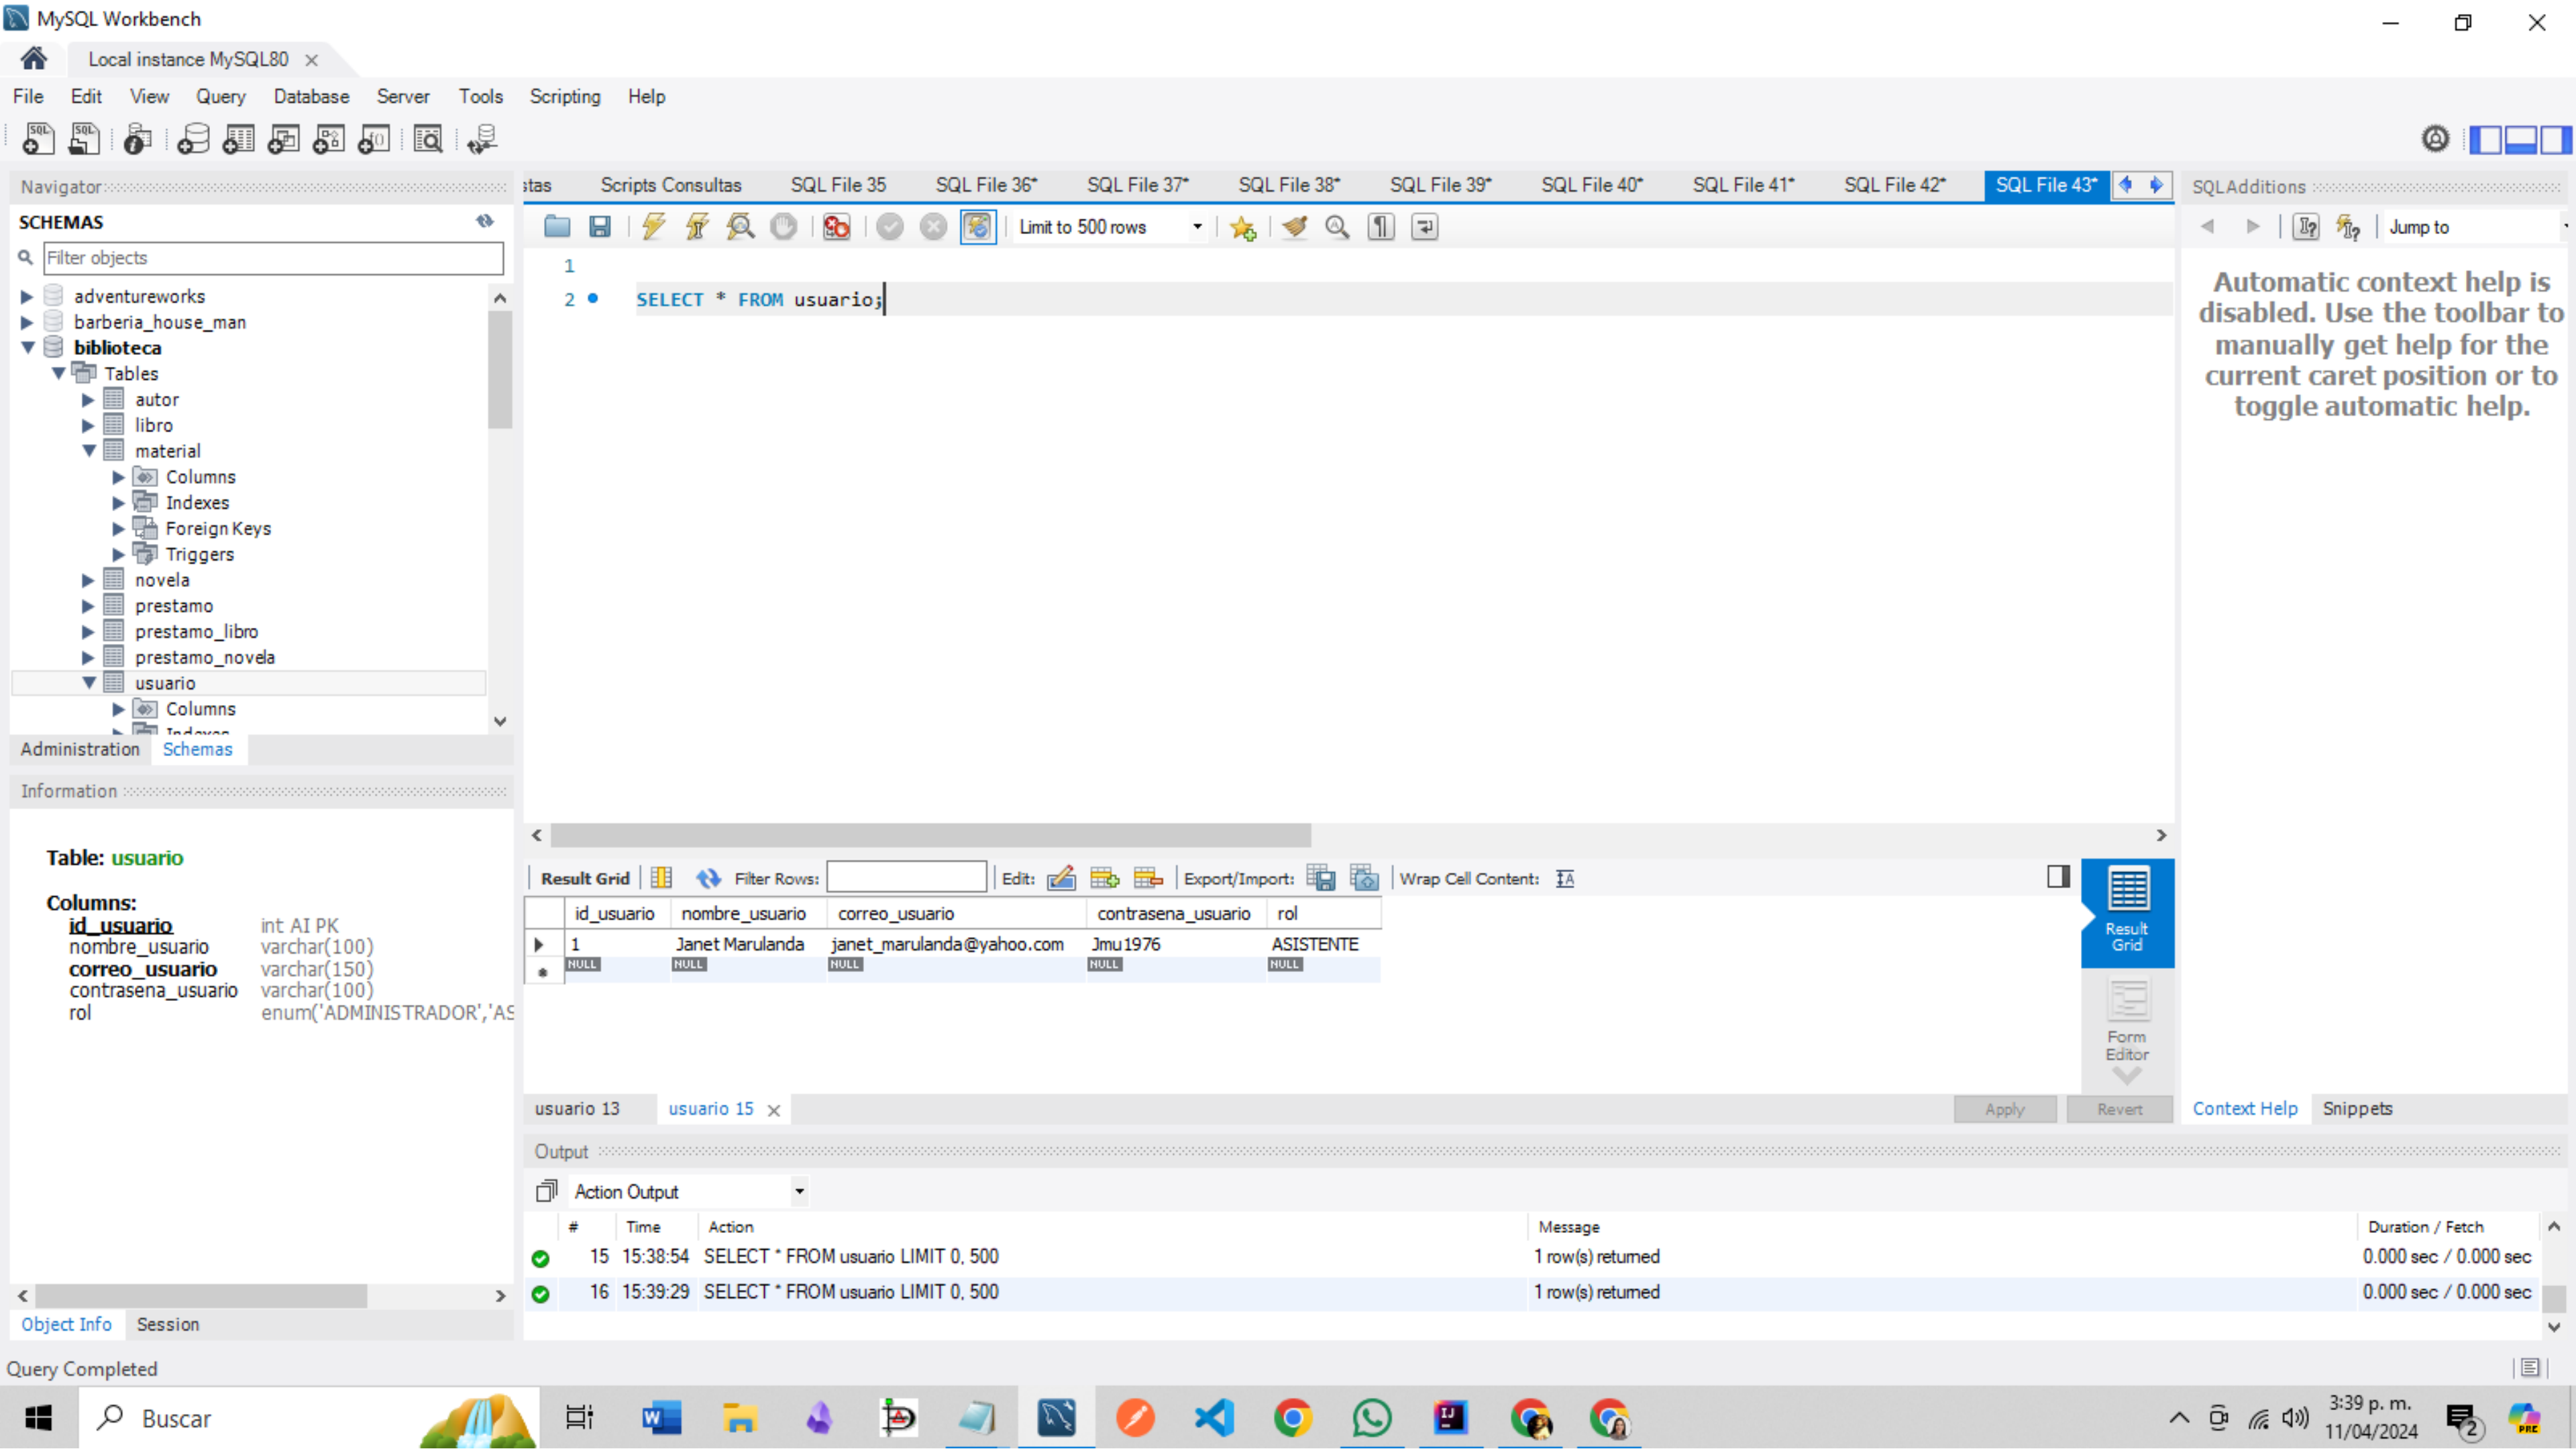 MySQL Workbench
Local instance MySQL80
File Edit View Query Database Server Tools Scripting Help
Navigator
SCHEMAS
Filter objects
adventureworks
barberia_house_man
biblioteca
Tables
autor
libro
material
Columns
Indexes
Foreign Keys
Triggers
novela
prestamo
prestamo_libro
prestamo_novela
usuario
Columns
Indexes
Administration Schemas
Information
Table: usuario
Columns:
id_usuario int AI PK
nombre_usuario varchar(100)
correo_usuario varchar(150)
contrasena_usuario varchar(100)
rol enum('ADMINISTRADOR','AS
Object Info Session
Query Completed
stas Scripts Consultas SQL File 35 SQL File 36* SQL File 37* SQL File 38* SQL File 39* SQL File 40* SQL File 41* SQL File 42* SQL File 43*
Limit to 500 rows
1
2 SELECT * FROM usuario;
Result Grid Filter Rows: Edit: Export/Import: Wrap Cell Content:
id_usuario nombre_usuario correo_usuario contrasena_usuario rol
1 Janet Marulanda janet_marulanda@yahoo.com Jmu1976 ASISTENTE
NULL NULL NULL NULL NULL
Result
Grid
Form
Editor
usuario 13 usuario 15 Apply Revert
Output
Action Output
# Time Action Message Duration / Fetch
15 15:38:54 SELECT * FROM usuario LIMIT 0, 500 1 row(s) returned 0.000 sec / 0.000 sec
16 15:39:29 SELECT * FROM usuario LIMIT 0, 500 1 row(s) returned 0.000 sec / 0.000 sec
SQLAdditions
Jump to
Automatic context help is
disabled. Use the toolbar to
manually get help for the
current caret position or to
toggle automatic help.
Context Help Snippets
Buscar
3:39 p. m.
11/04/2024
2
PRE